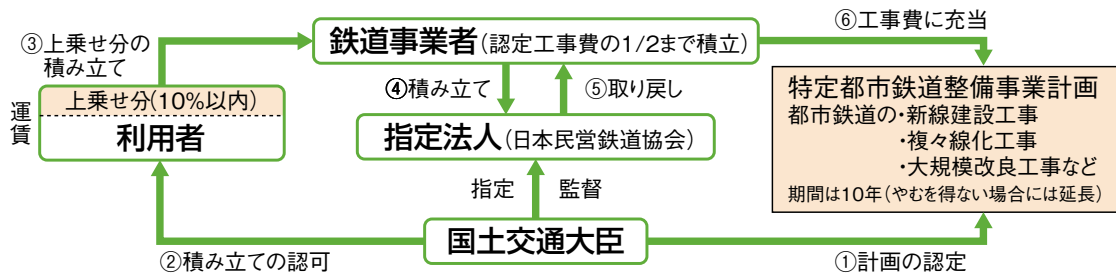 ③上乗せ分の
積み立て
鉄道事業者(認定工事費の1/2まで積立)
⑥工事費に充当
運賃
上乗せ分(10%以内)
利用者
④積み立て
⑤取り戻し
指定法人(日本民営鉄道協会)
特定都市鉄道整備事業計画
都市鉄道の・新線建設工事
・複々線化工事
・大規模改良工事など
期間は10年(やむを得ない場合には延長)
指定
監督
国土交通大臣
②積み立ての認可
①計画の認定